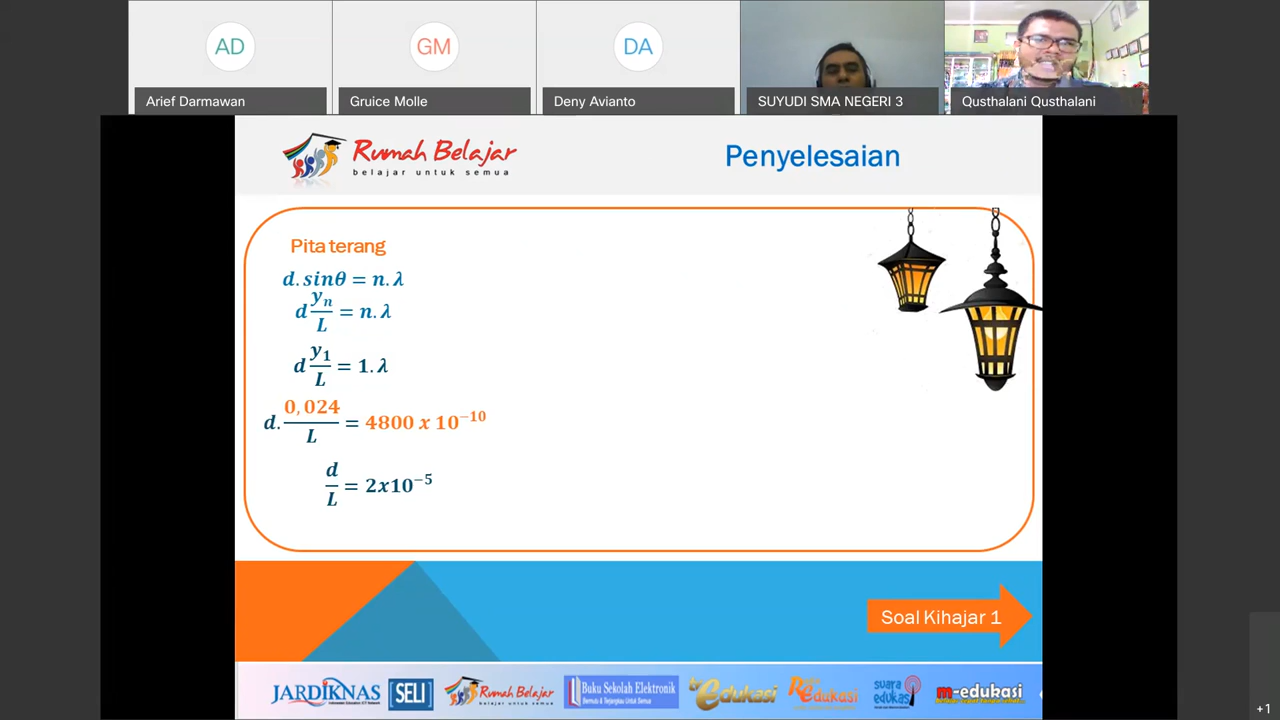 AD
GM
DA
Arief Darmawan
Gruice Molle
Deny Avianto
SUYUDI SMA NEGERI 3
Qusthalani Qusthalani
Rumah Belajar
belajar untuk semua
Penyelesaian
Pita terang
d.sinθ = n.λ
d yₙ/L = n.λ
d y₁/L = 1.λ
d. 0,024/L = 4800 x 10⁻¹⁰
d/L = 2x10⁻⁵
Soal Kihajar 1
JARDIKNAS
SELI
Rumah Belajar
Buku Sekolah Elektronik
Bermutu & Terjangkau Untuk Semua
edukasi
edukasi
suara edukasi
m-edukasi
+1